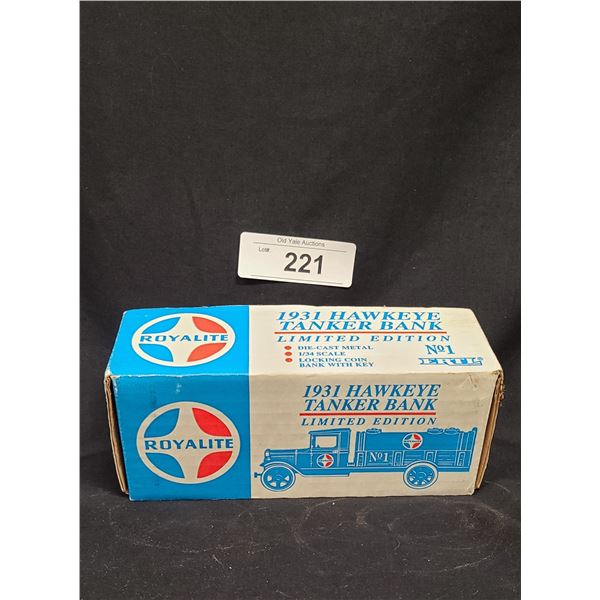 Old Yale Auctions
Lot#:
221
ROYALITE
1931 HAWKEYE
TANKER BANK
LIMITED EDITION
DIE-CAST METAL
1/34 SCALE
LOCKING COIN
BANK WITH KEY
Nº1
ERTL
ROYALITE
1931 HAWKEYE
TANKER BANK
LIMITED EDITION
Nº1